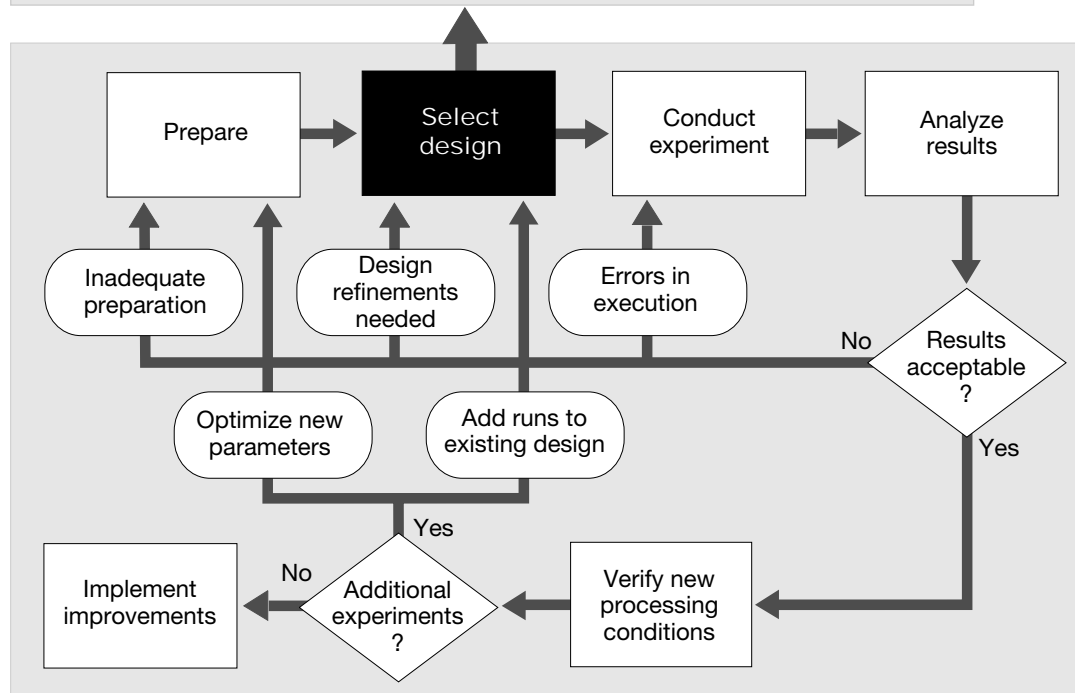 Prepare
Select
design
Conduct
experiment
Analyze
results
Inadequate
preparation
Design
refinements
needed
Errors in
execution
No
Results
acceptable
?
Optimize new
parameters
Add runs to
existing design
Yes
Yes
Implement
improvements
No
Additional
experiments
?
Verify new
processing
conditions